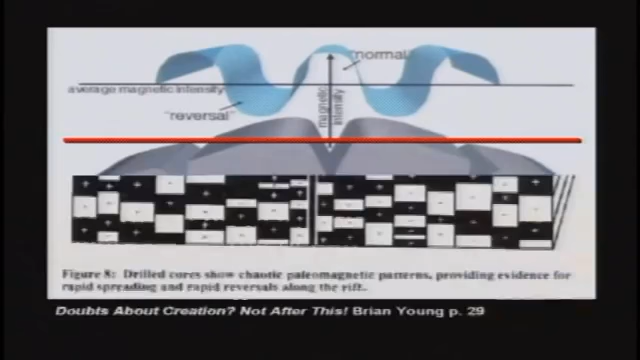 "normal"
average magnetic intensity
magnetic intensity
"reversal"
Figure 8: Drilled cores show chaotic paleomagnetic patterns, providing evidence for
rapid spreading and rapid reversals along the rift.
Doubts About Creation? Not After This! Brian Young p. 29